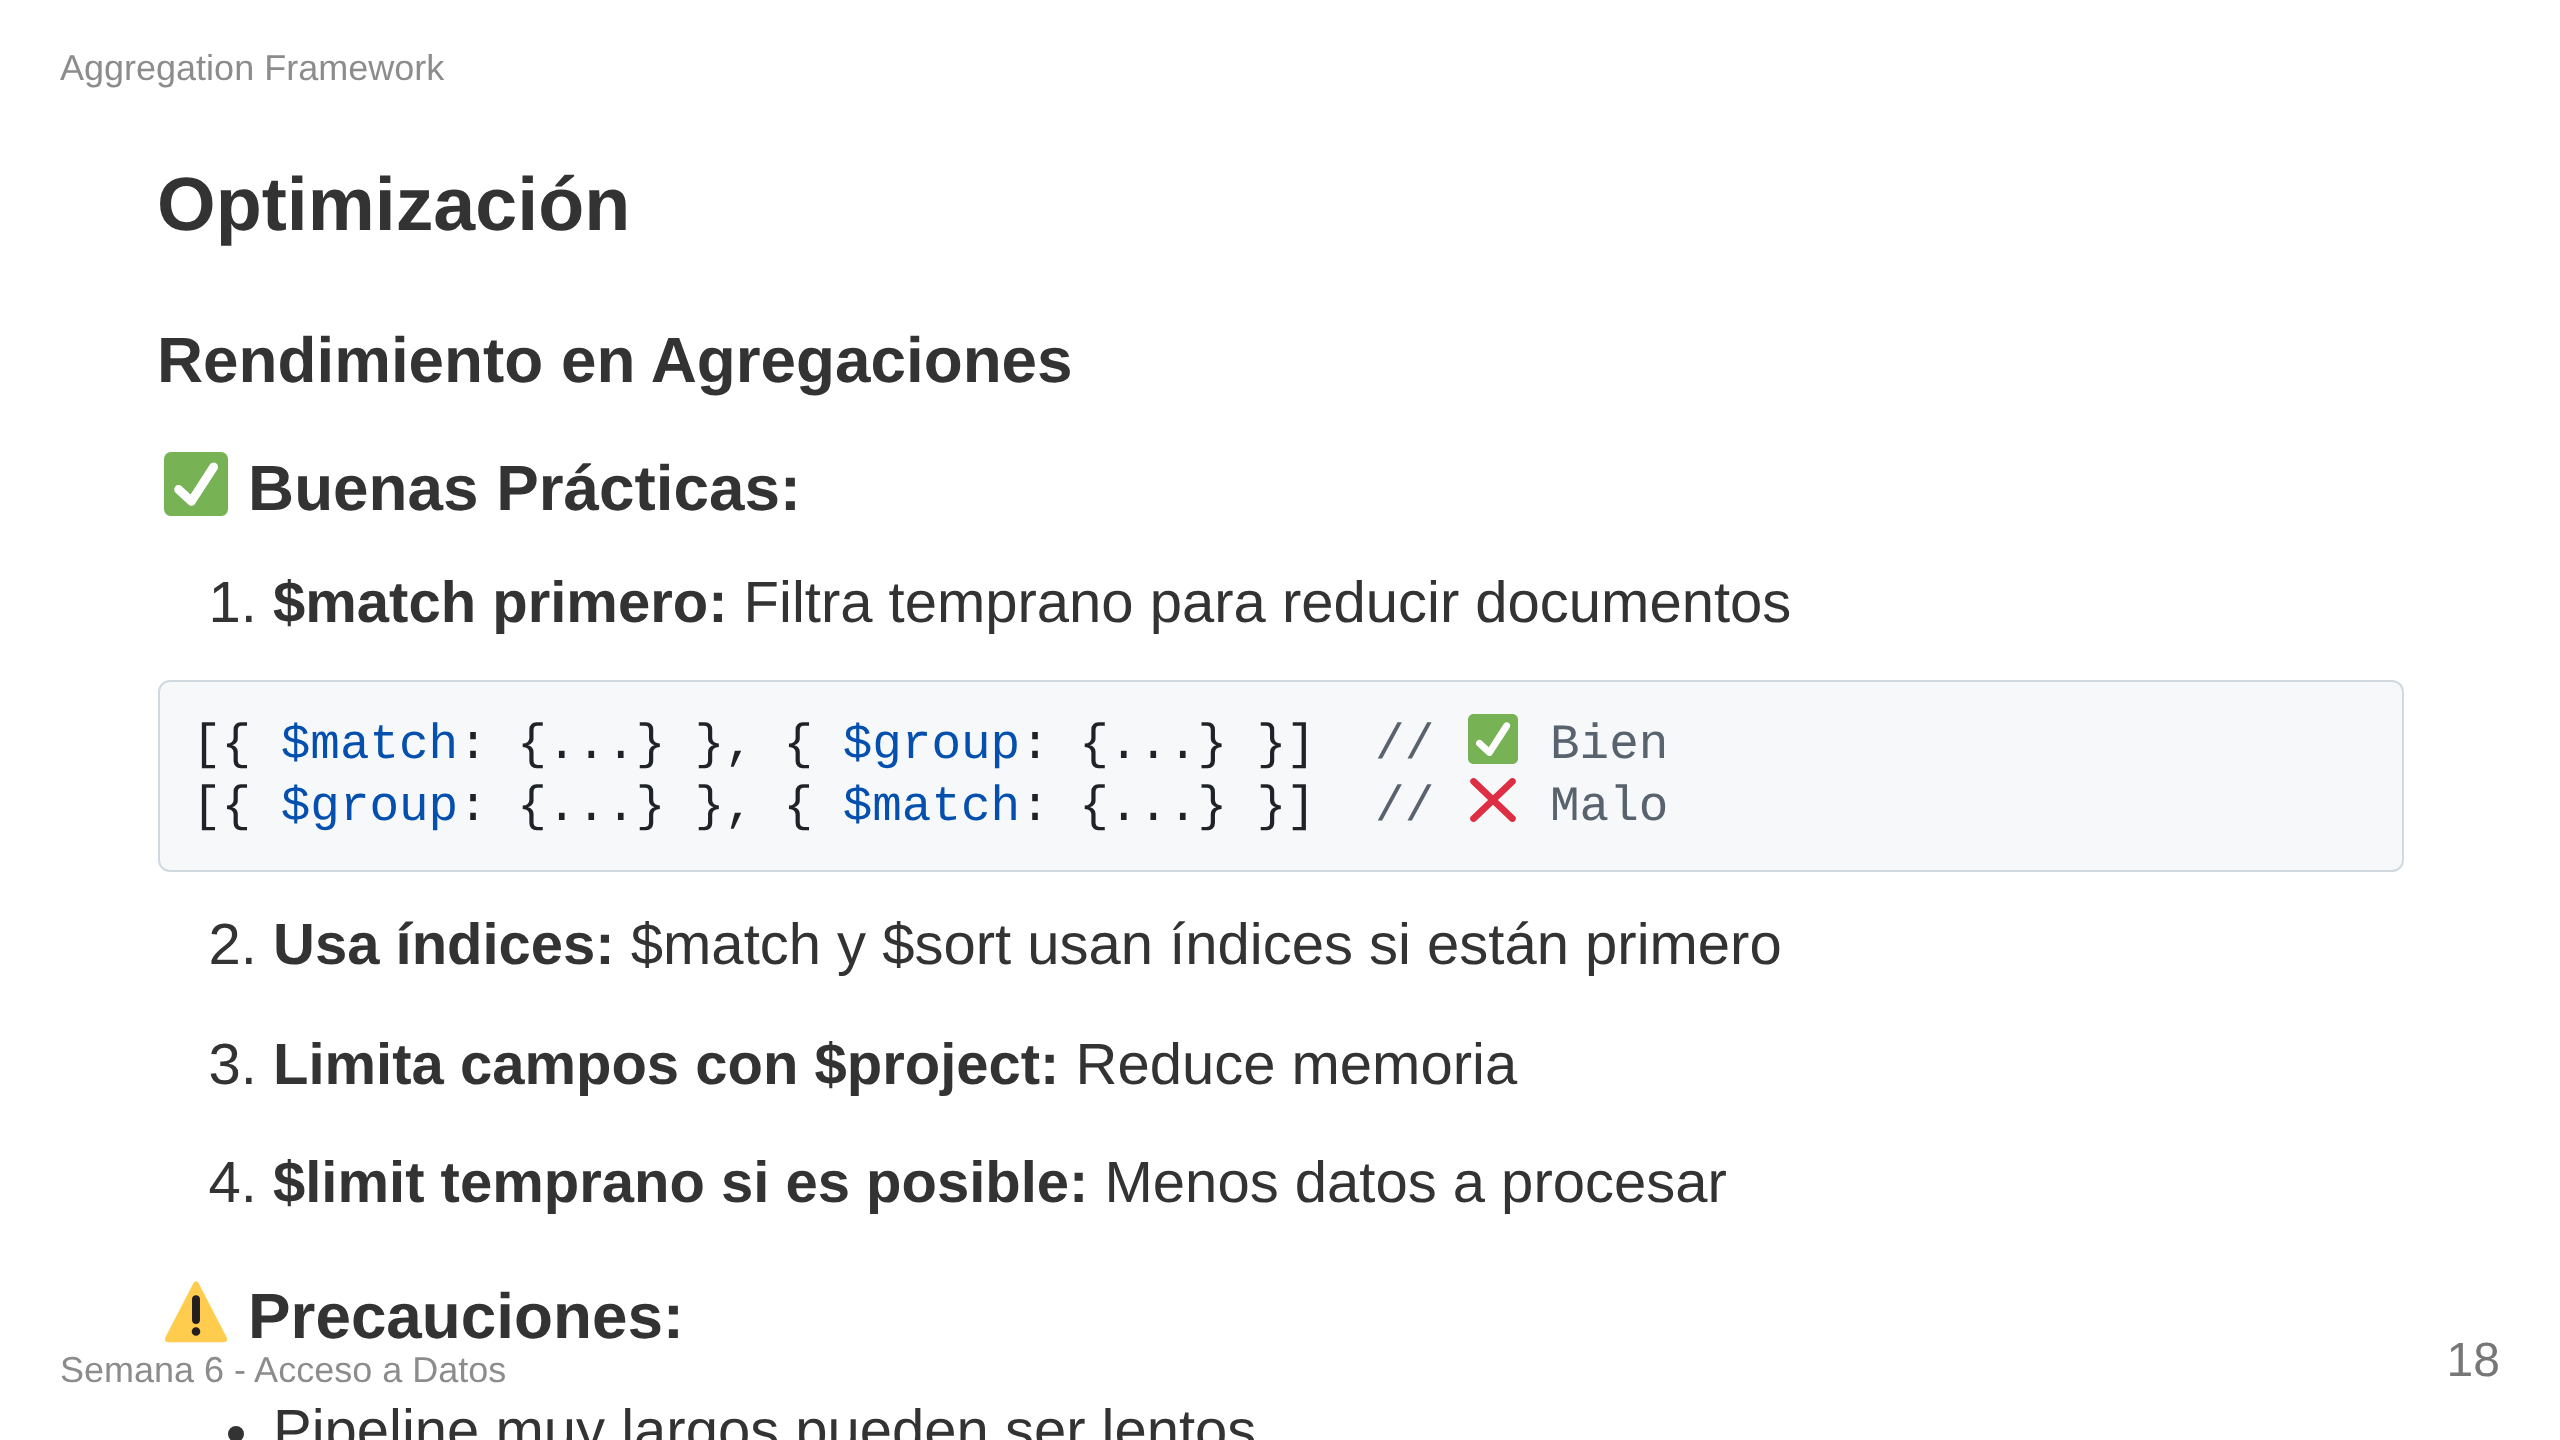 Aggregation Framework
Optimización
Rendimiento en Agregaciones
✅ Buenas Prácticas:
1. $match primero: Filtra temprano para reducir documentos
[{ $match: {...} }, { $group: {...} }]  // ✅ Bien
[{ $group: {...} }, { $match: {...} }]  // ❌ Malo
2. Usa índices: $match y $sort usan índices si están primero
3. Limita campos con $project: Reduce memoria
4. $limit temprano si es posible: Menos datos a procesar
⚠️ Precauciones:
Semana 6 - Acceso a Datos
18
• Pipeline muy largos pueden ser lentos